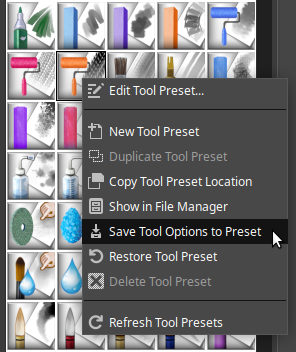 Edit Tool Preset...
New Tool Preset
Duplicate Tool Preset
Copy Tool Preset Location
Show in File Manager
Save Tool Options to Preset
Restore Tool Preset
Delete Tool Preset
Refresh Tool Presets